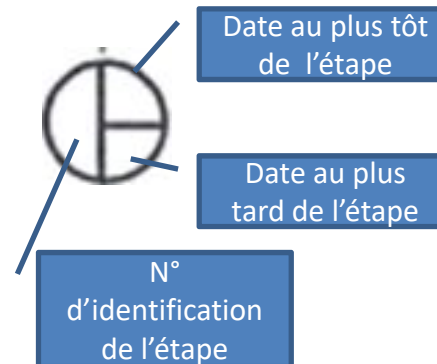 Date au plus tôt
de l’étape
Date au plus
tard de l’étape
N°
d’identification
de l’étape